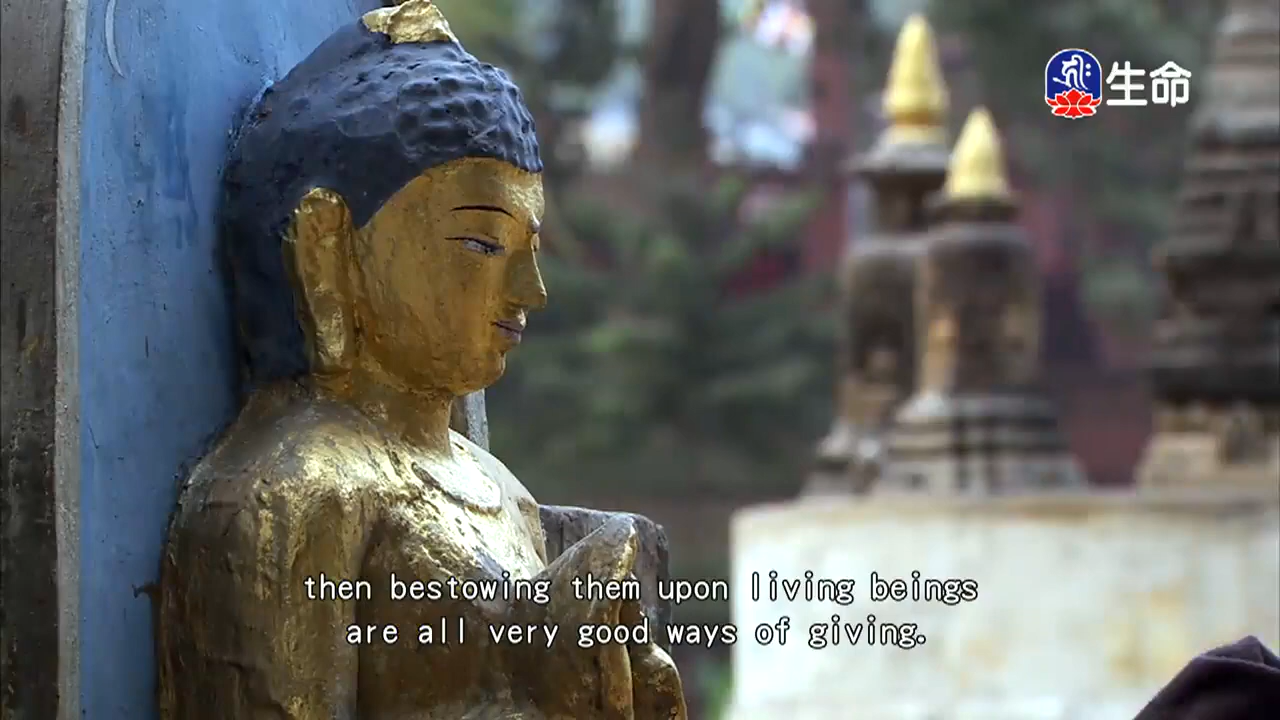 生命
then bestowing them upon living beings
are all very good ways of giving.